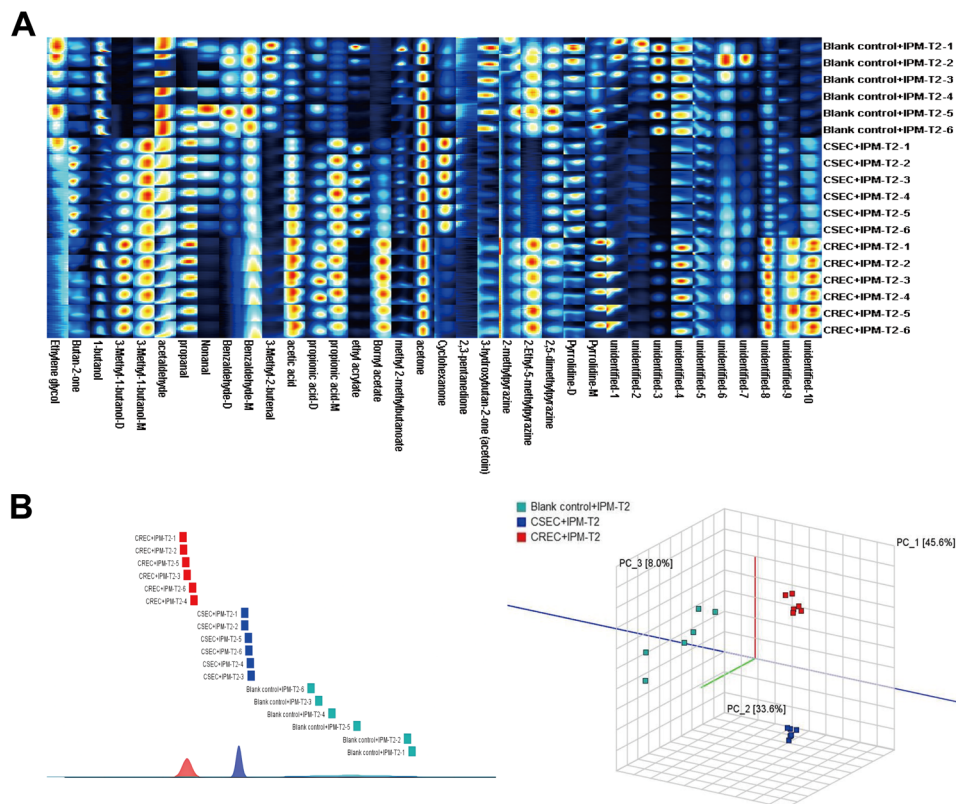 A
Blank control+IPM-T2-1
Blank control+IPM-T2-2
Blank control+IPM-T2-3
Blank control+IPM-T2-4
Blank control+IPM-T2-5
Blank control+IPM-T2-6
CSEC+IPM-T2-1
CSEC+IPM-T2-2
CSEC+IPM-T2-3
CSEC+IPM-T2-4
CSEC+IPM-T2-5
CSEC+IPM-T2-6
CREC+IPM-T2-1
CREC+IPM-T2-2
CREC+IPM-T2-3
CREC+IPM-T2-4
CREC+IPM-T2-5
CREC+IPM-T2-6
Ethylene glycol
Butan-2-one
1-butanol
3-Methyl-1-butanol-D
3-Methyl-1-butanol-M
acetaldehyde
propanal
Nonanal
Benzaldehyde-D
Benzaldehyde-M
3-Methyl-2-butenal
acetic acid
propionic acid-D
propionic acid-M
ethyl acrylate
Bornyl acetate
methyl 2-methylbutanoate
acetone
Cyclohexanone
2,3-pentanedione
3-hydroxybutan-2-one (acetoin)
2-methylpyrazine
2-Ethyl-5-methylpyrazine
2,5-dimethylpyrazine
Pyrrolidine-D
Pyrrolidine-M
unidentified-1
unidentified-2
unidentified-3
unidentified-4
unidentified-5
unidentified-6
unidentified-7
unidentified-8
unidentified-9
unidentified-10
B
CREC+IPM-T2-1
CREC+IPM-T2-2
CREC+IPM-T2-5
CREC+IPM-T2-3
CREC+IPM-T2-6
CREC+IPM-T2-4
CSEC+IPM-T2-1
CSEC+IPM-T2-2
CSEC+IPM-T2-5
CSEC+IPM-T2-6
CSEC+IPM-T2-4
CSEC+IPM-T2-3
Blank control+IPM-T2-6
Blank control+IPM-T2-3
Blank control+IPM-T2-4
Blank control+IPM-T2-5
Blank control+IPM-T2-2
Blank control+IPM-T2-1
Blank control+IPM-T2
CSEC+IPM-T2
CREC+IPM-T2
PC_1 [45.6%]
PC_3 [8.0%]
PC_2 [33.6%]